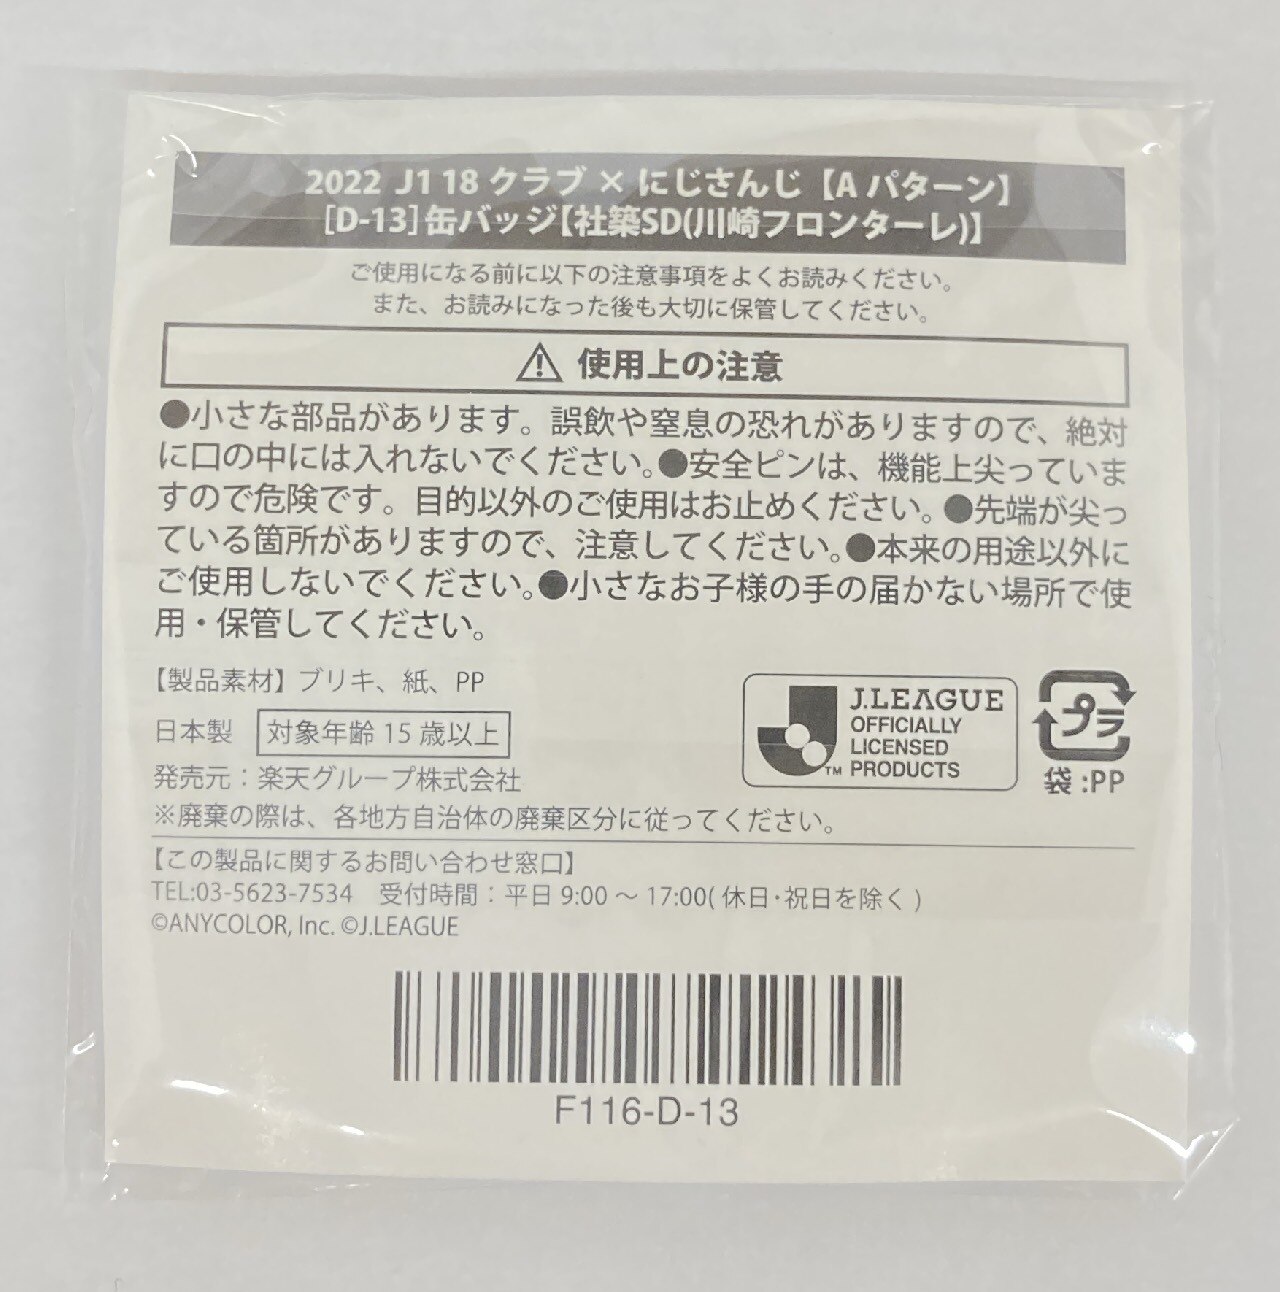 2022 J1 18 クラブ × にじさんじ【A パターン】
[D-13]缶バッジ【社築SD(川崎フロンターレ)】
ご使用になる前に以下の注意事項をよくお読みください。
また、お読みになった後も大切に保管してください。
使用上の注意
●小さな部品があります。誤飲や窒息の恐れがありますので、絶対
に口の中には入れないでください。●安全ピンは、機能上尖っていま
すので危険です。目的以外のご使用はお止めください。●先端が尖っ
ている箇所がありますので、注意してください。●本来の用途以外に
ご使用しないでください。●小さなお子様の手の届かない場所で使
用・保管してください。
【製品素材】ブリキ、紙、PP
日本製 対象年齢 15 歳以上
発売元：楽天グループ株式会社
J.LEAGUE
OFFICIALLY
LICENSED
PRODUCTS
TM
プラ
袋 :PP
※廃棄の際は、各地方自治体の廃棄区分に従ってください。
【この製品に関するお問い合わせ窓口】
TEL:03-5623-7534 受付時間：平日 9:00 ～ 17:00( 休日・祝日を除く )
©ANYCOLOR, Inc. ©J.LEAGUE
F116-D-13